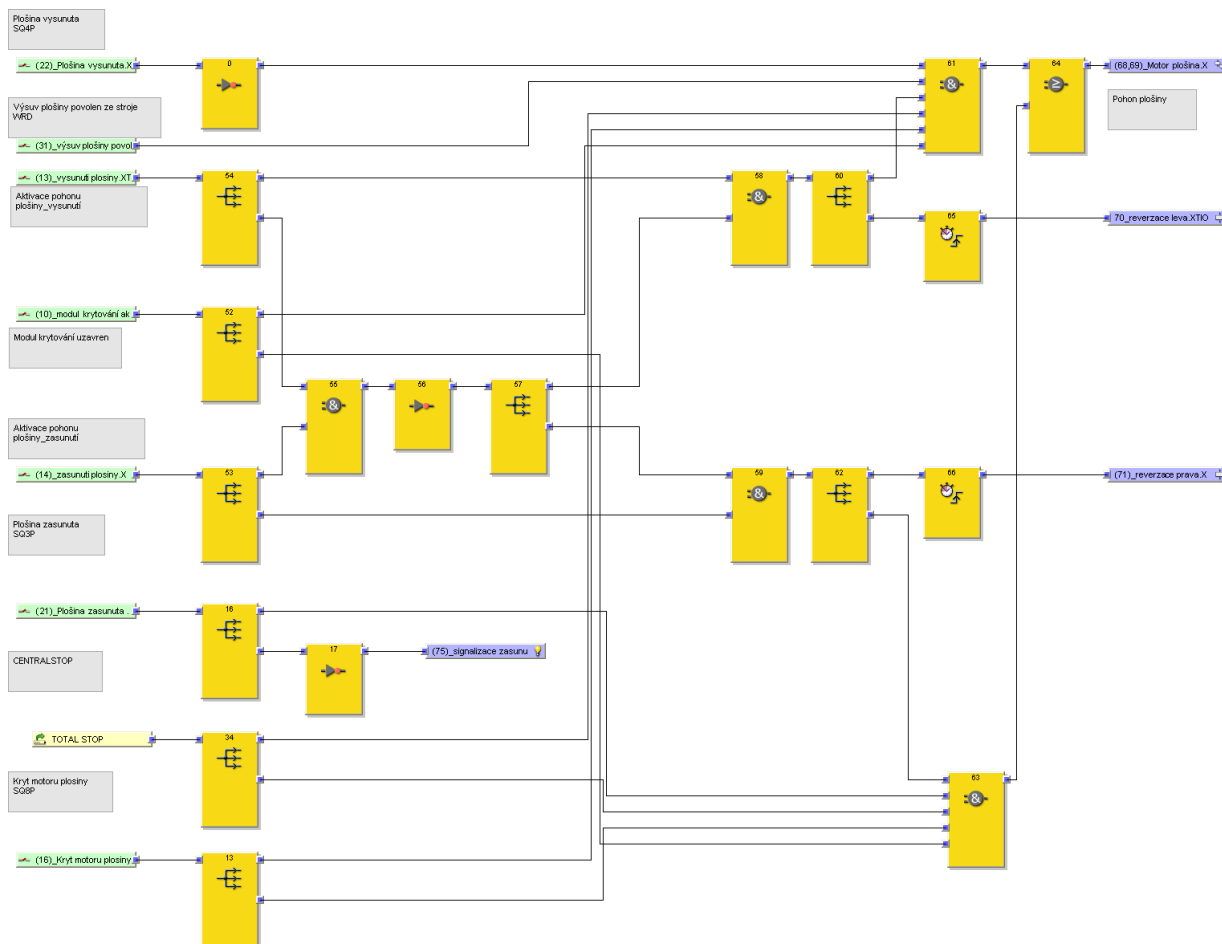 Plošina vysunuta
SQ4P
(22)_Plošina vysunuta.X
0
61
64
(68,69)_Motor plošina.X
Výsuv plošiny povolen ze stroje
WRD
Pohon plošiny
(31)_výsuv plošiny povol
(13)_vysunuti plosiny.XT
54
58
60
Aktivace pohonu
plošiny_vysunutí
65
70_reverzace leva.XTIO
(10)_modul krytování ak
52
Modul krytování uzavren
55
56
57
Aktivace pohonu
plošiny_zasunutí
(14)_zasunuti plosiny.X
53
59
62
66
(71)_reverzace prava.X
Plošina zasunuta
SQ3P
(21)_Plošina zasunuta .
16
CENTRALSTOP
17
(75)_signalizace zasunu
TOTAL STOP
34
Kryt motoru plosiny
SQ8P
63
(16)_Kryt motoru plosiny
13